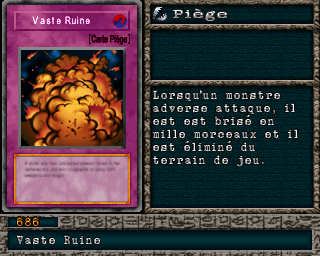 Vaste Ruine
[Carte Piège]
Piège
Lorsqu'un monstre
adverse attaque, il
est est brisé en
mille morceaux et il
est éliminé du
terrain de jeu.
686
Vaste Ruine